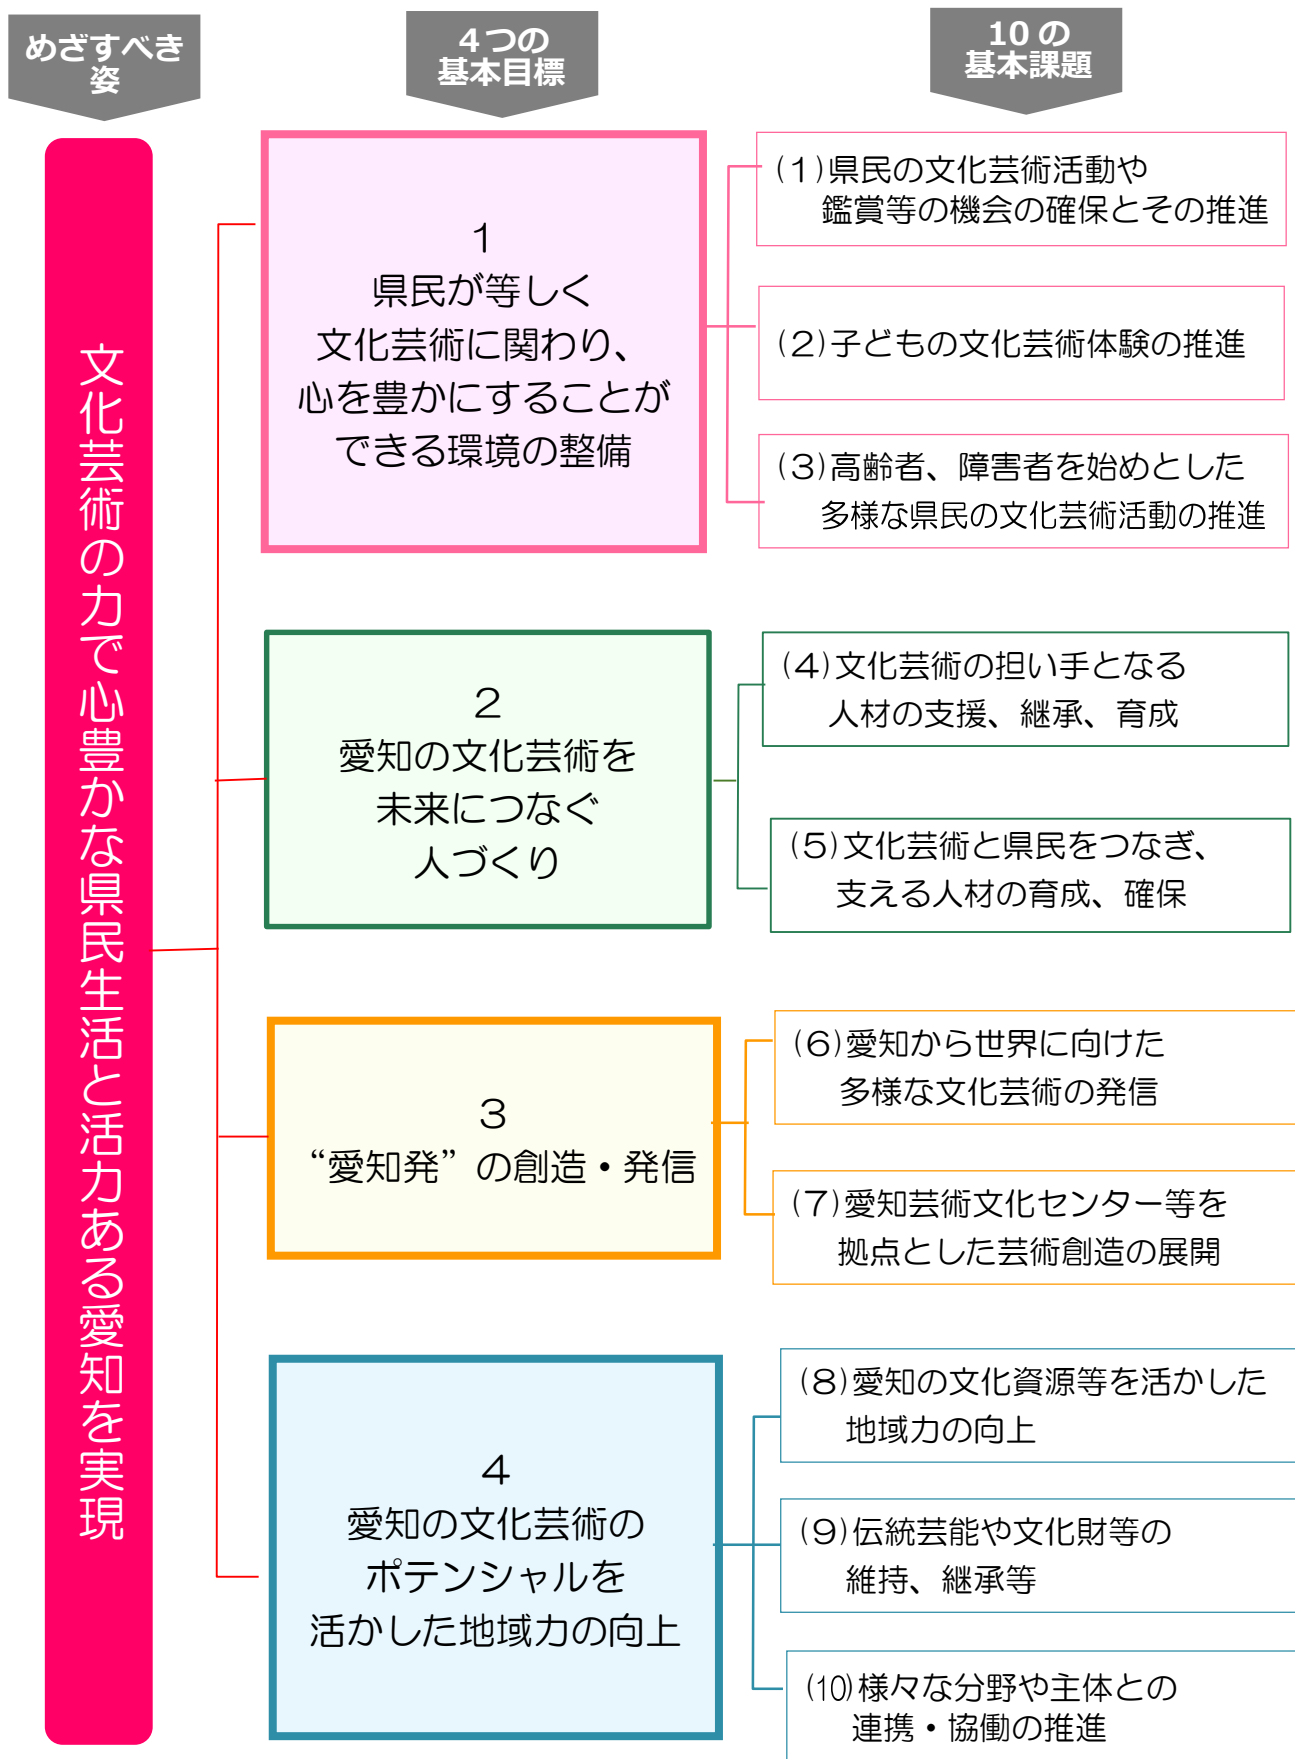 めざすべき
姿
4つの
基本目標
10の
基本課題
文化芸術の力で心豊かな県民生活と活力ある愛知を実現
1
県民が等しく
文化芸術に関わり、
心を豊かにすることが
できる環境の整備
(1)県民の文化芸術活動や
鑑賞等の機会の確保とその推進
(2)子どもの文化芸術体験の推進
(3)高齢者、障害者を始めとした
多様な県民の文化芸術活動の推進
2
愛知の文化芸術を
未来につなぐ
人づくり
(4)文化芸術の担い手となる
人材の支援、継承、育成
(5)文化芸術と県民をつなぎ、
支える人材の育成、確保
3
“愛知発”の創造・発信
(6)愛知から世界に向けた
多様な文化芸術の発信
(7)愛知芸術文化センター等を
拠点とした芸術創造の展開
4
愛知の文化芸術の
ポテンシャルを
活かした地域力の向上
(8)愛知の文化資源等を活かした
地域力の向上
(9)伝統芸能や文化財等の
維持、継承等
(10)様々な分野や主体との
連携・協働の推進